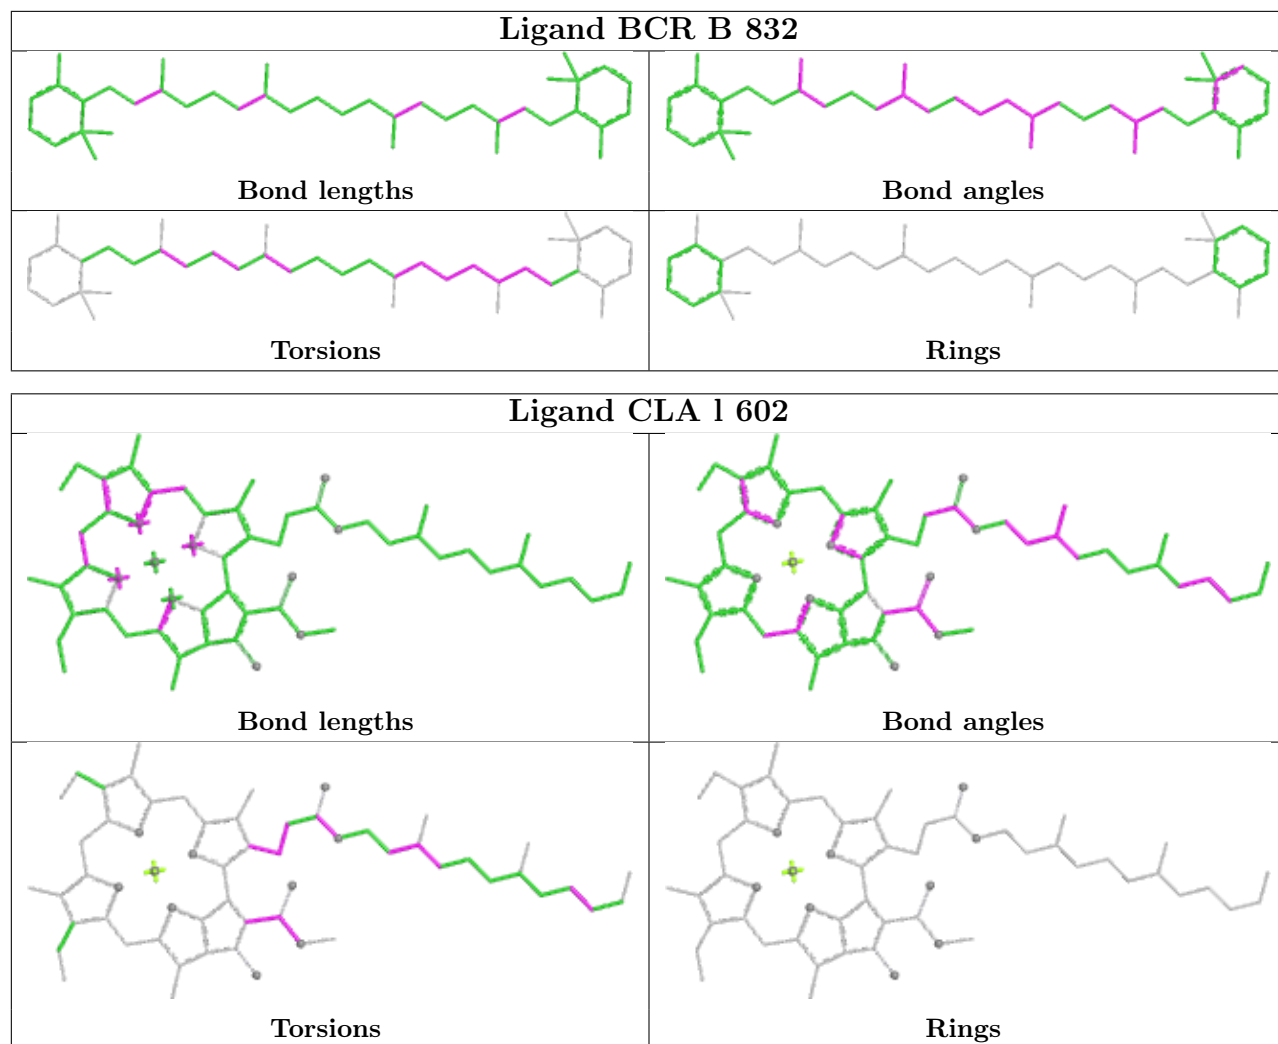 Ligand BCR B 832
Bond lengths
Bond angles
Torsions
Rings
Ligand CLA l 602
Bond lengths
Bond angles
Torsions
Rings